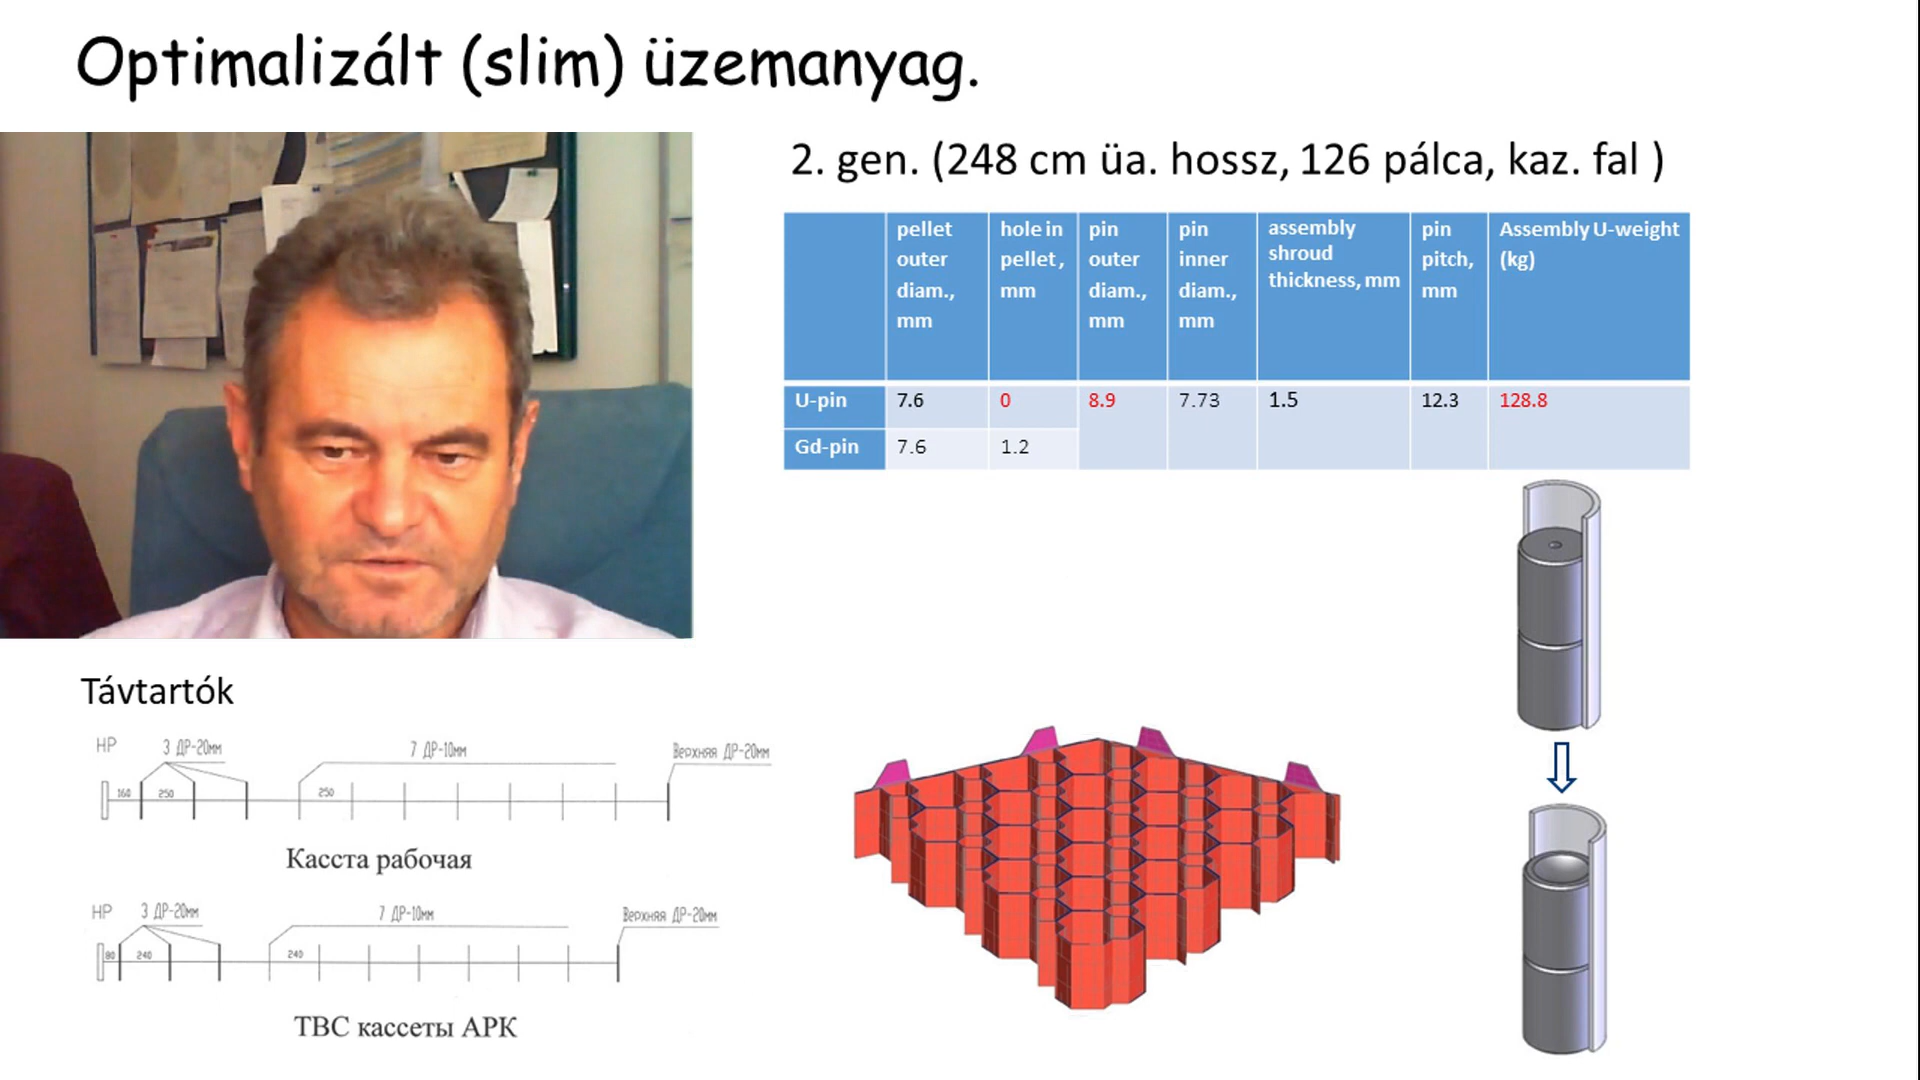 Optimalizált (slim) üzemanyag.
2. gen. (248 cm üa. hossz, 126 pálca, kaz. fal )
pellet outer diam., mm
hole in pellet, mm
pin outer diam., mm
pin inner diam., mm
assembly shroud thickness, mm
pin pitch, mm
Assembly U-weight (kg)
U-pin 7.6 0 8.9 7.73 1.5 12.3 128.8
Gd-pin 7.6 1.2
Távtartók
НР 3 ДР-20мм 7 ДР-10мм Верхняя ДР-20мм
160 250 250
Касста рабочая
НР 3 ДР-20мм 7 ДР-10мм Верхняя ДР-20мм
80 240 240
ТВС кассеты АРК